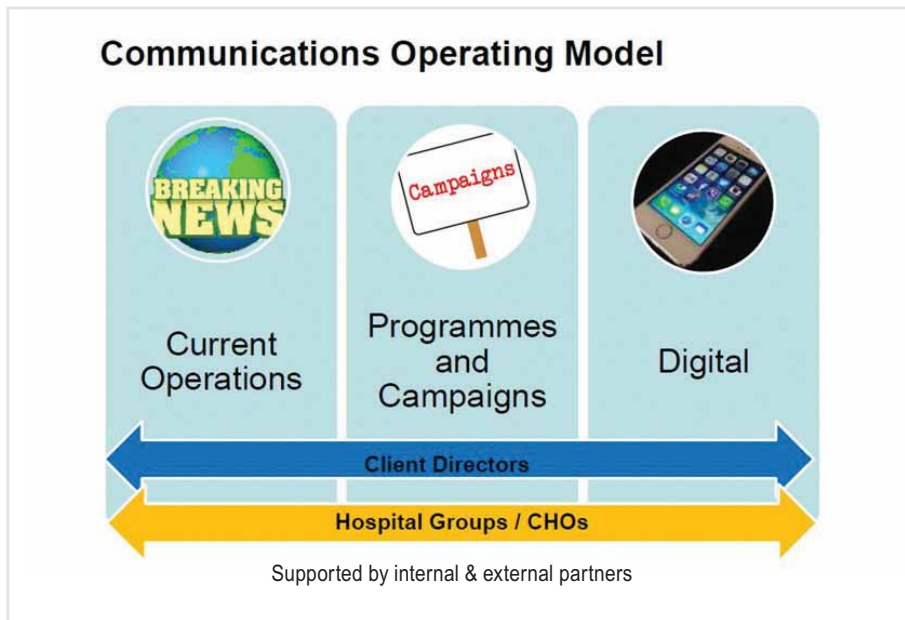 Communications Operating Model
BREAKING
NEWS
Campaigns
Current
Operations
Programmes
and
Campaigns
Digital
Client Directors
Hospital Groups / CHOs
Supported by internal & external partners